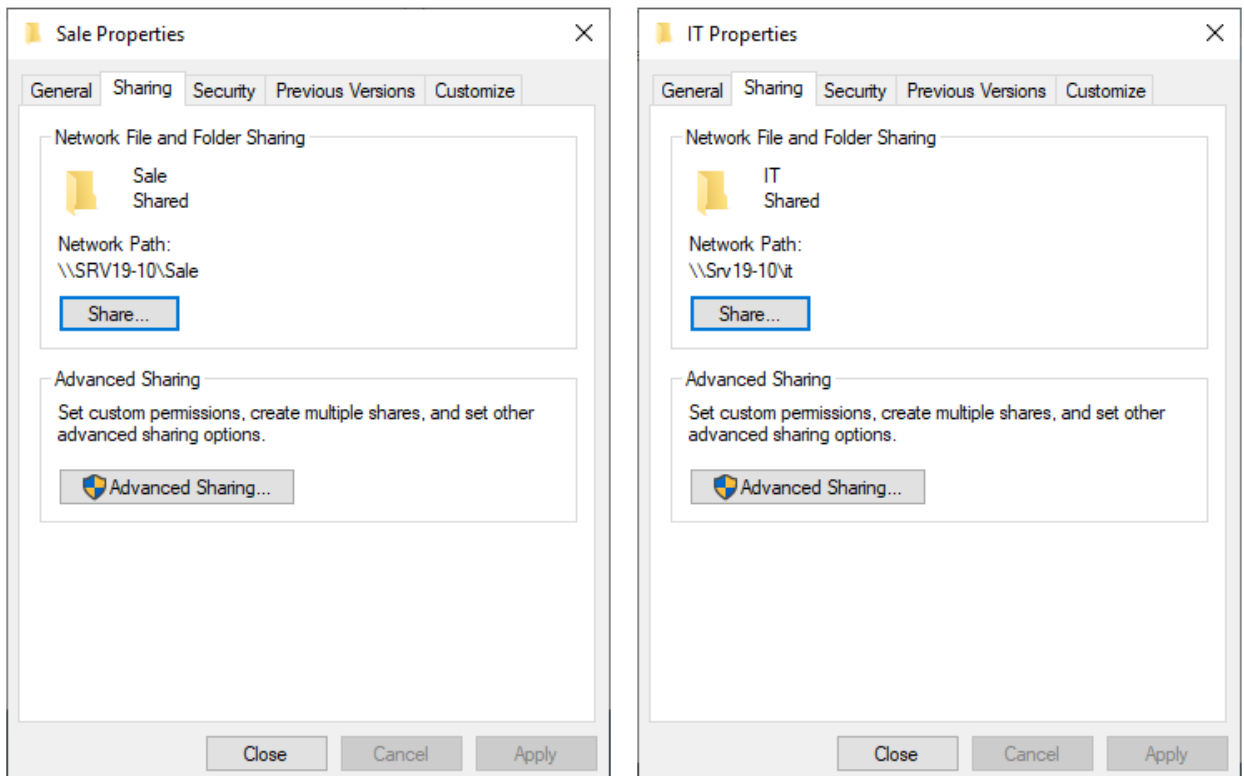 Sale Properties
General Sharing Security Previous Versions Customize
Network File and Folder Sharing
Sale
Shared
Network Path:
\\SRV19-10\Sale
Share...
Advanced Sharing
Set custom permissions, create multiple shares, and set other
advanced sharing options.
Advanced Sharing...
Close Cancel Apply
IT Properties
General Sharing Security Previous Versions Customize
Network File and Folder Sharing
IT
Shared
Network Path:
\\Srv19-10\it
Share...
Advanced Sharing
Set custom permissions, create multiple shares, and set other
advanced sharing options.
Advanced Sharing...
Close Cancel Apply